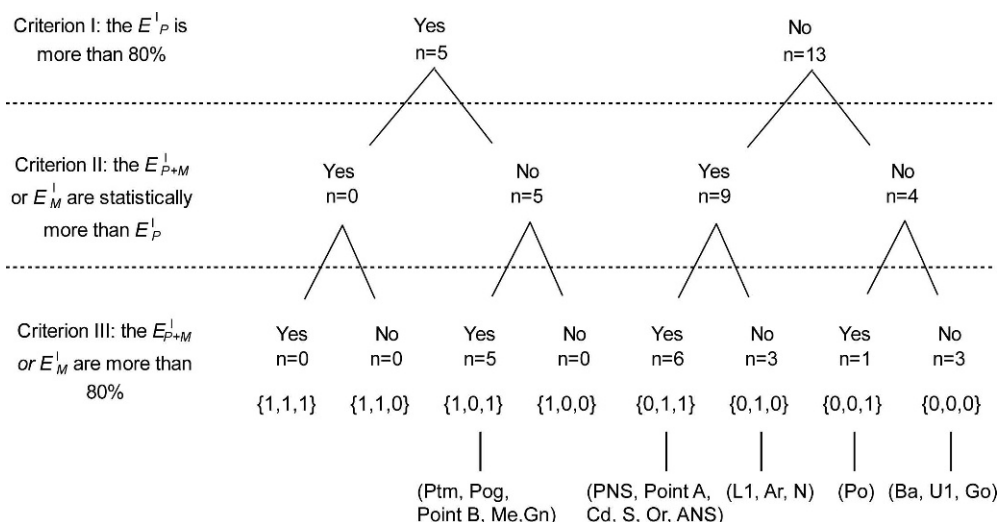 Criterion I: the E^I_P is
more than 80%
Yes
n=5
No
n=13
Criterion II: the E^I_{P+M}
or E^I_M are statistically
more than E^I_P
Yes
n=0
No
n=5
Yes
n=9
No
n=4
Criterion III: the E^I_{P+M}
or E^I_M are more than
80%
Yes
n=0
No
n=0
Yes
n=5
No
n=0
Yes
n=6
No
n=3
Yes
n=1
No
n=3
{1,1,1} {1,1,0} {1,0,1} {1,0,0} {0,1,1} {0,1,0} {0,0,1} {0,0,0}
(Ptm, Pog,
Point B, Me,Gn)
(PNS, Point A,
Cd, S, Or, ANS)
(L1, Ar, N)
(Po)
(Ba, U1, Go)